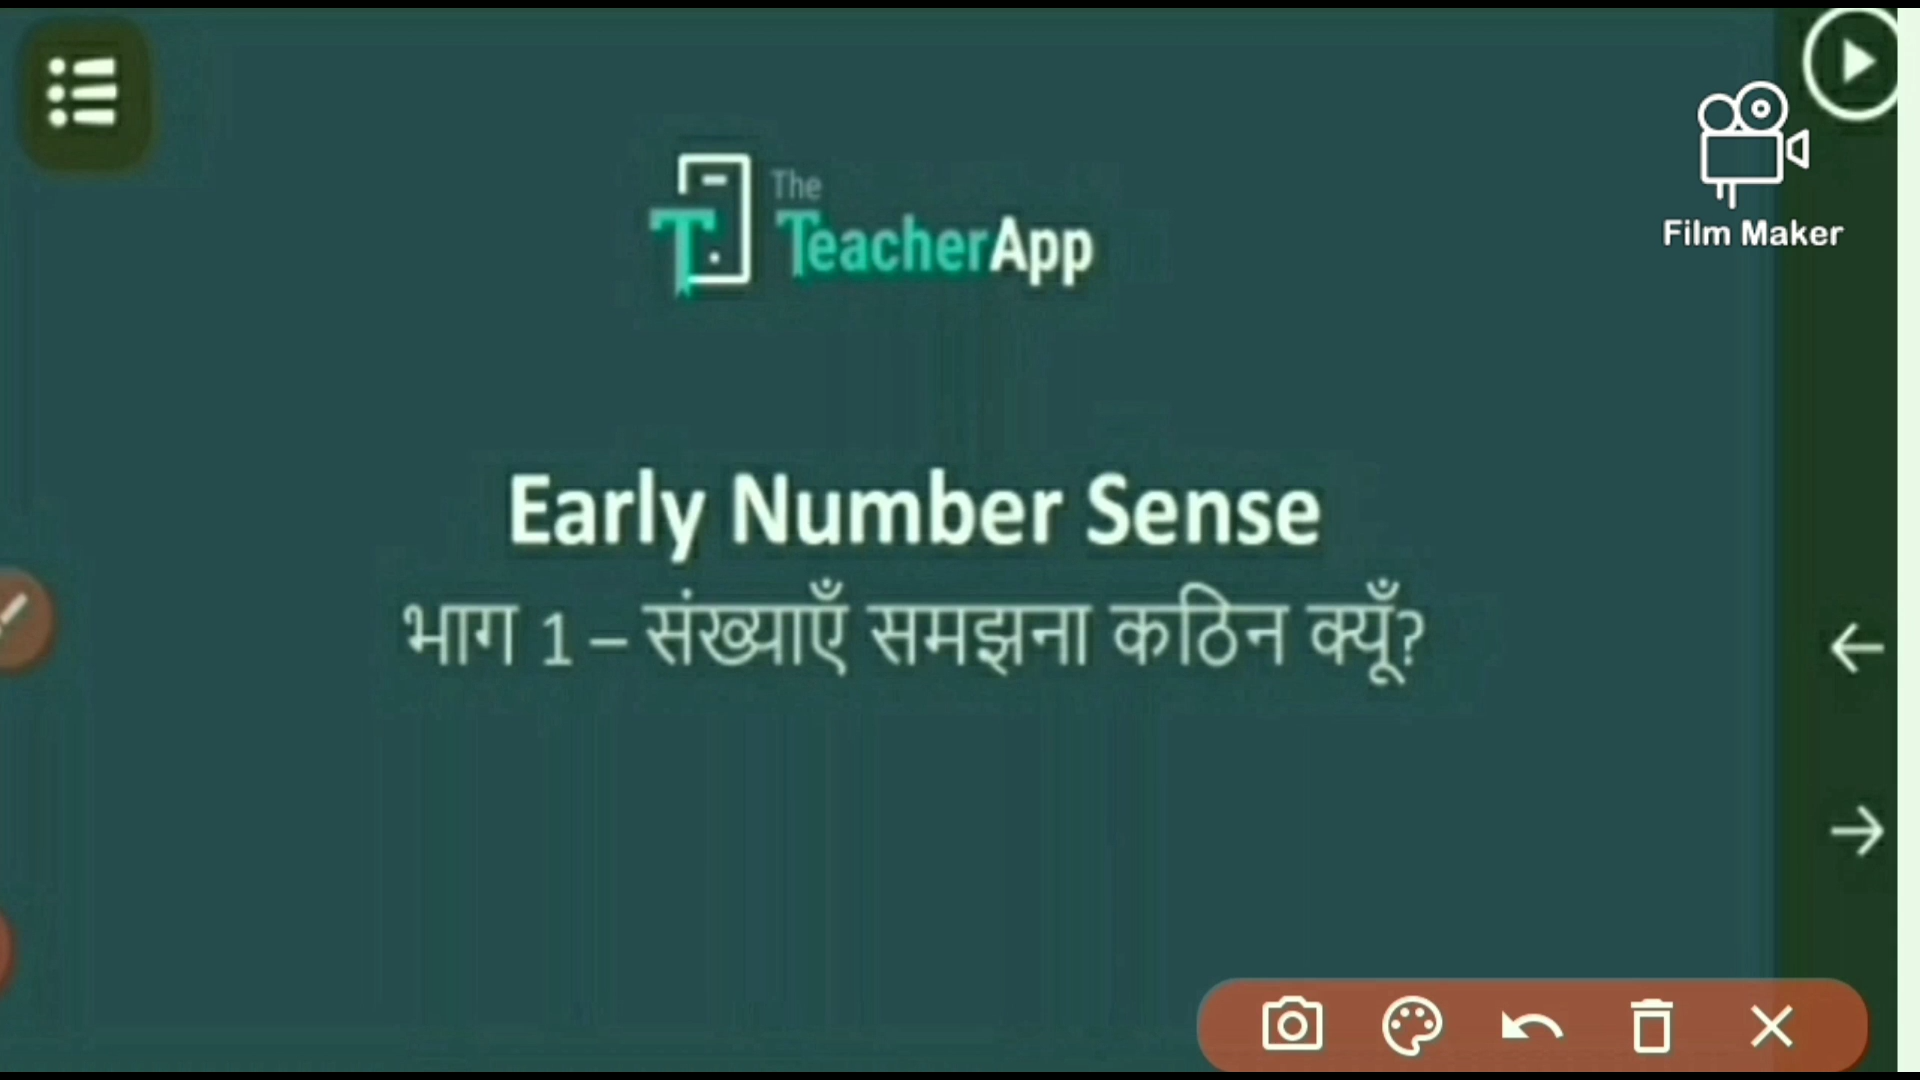 The
TeacherApp
Film Maker
Early Number Sense
भाग 1 – संख्याएँ समझना कठिन क्यूँ?